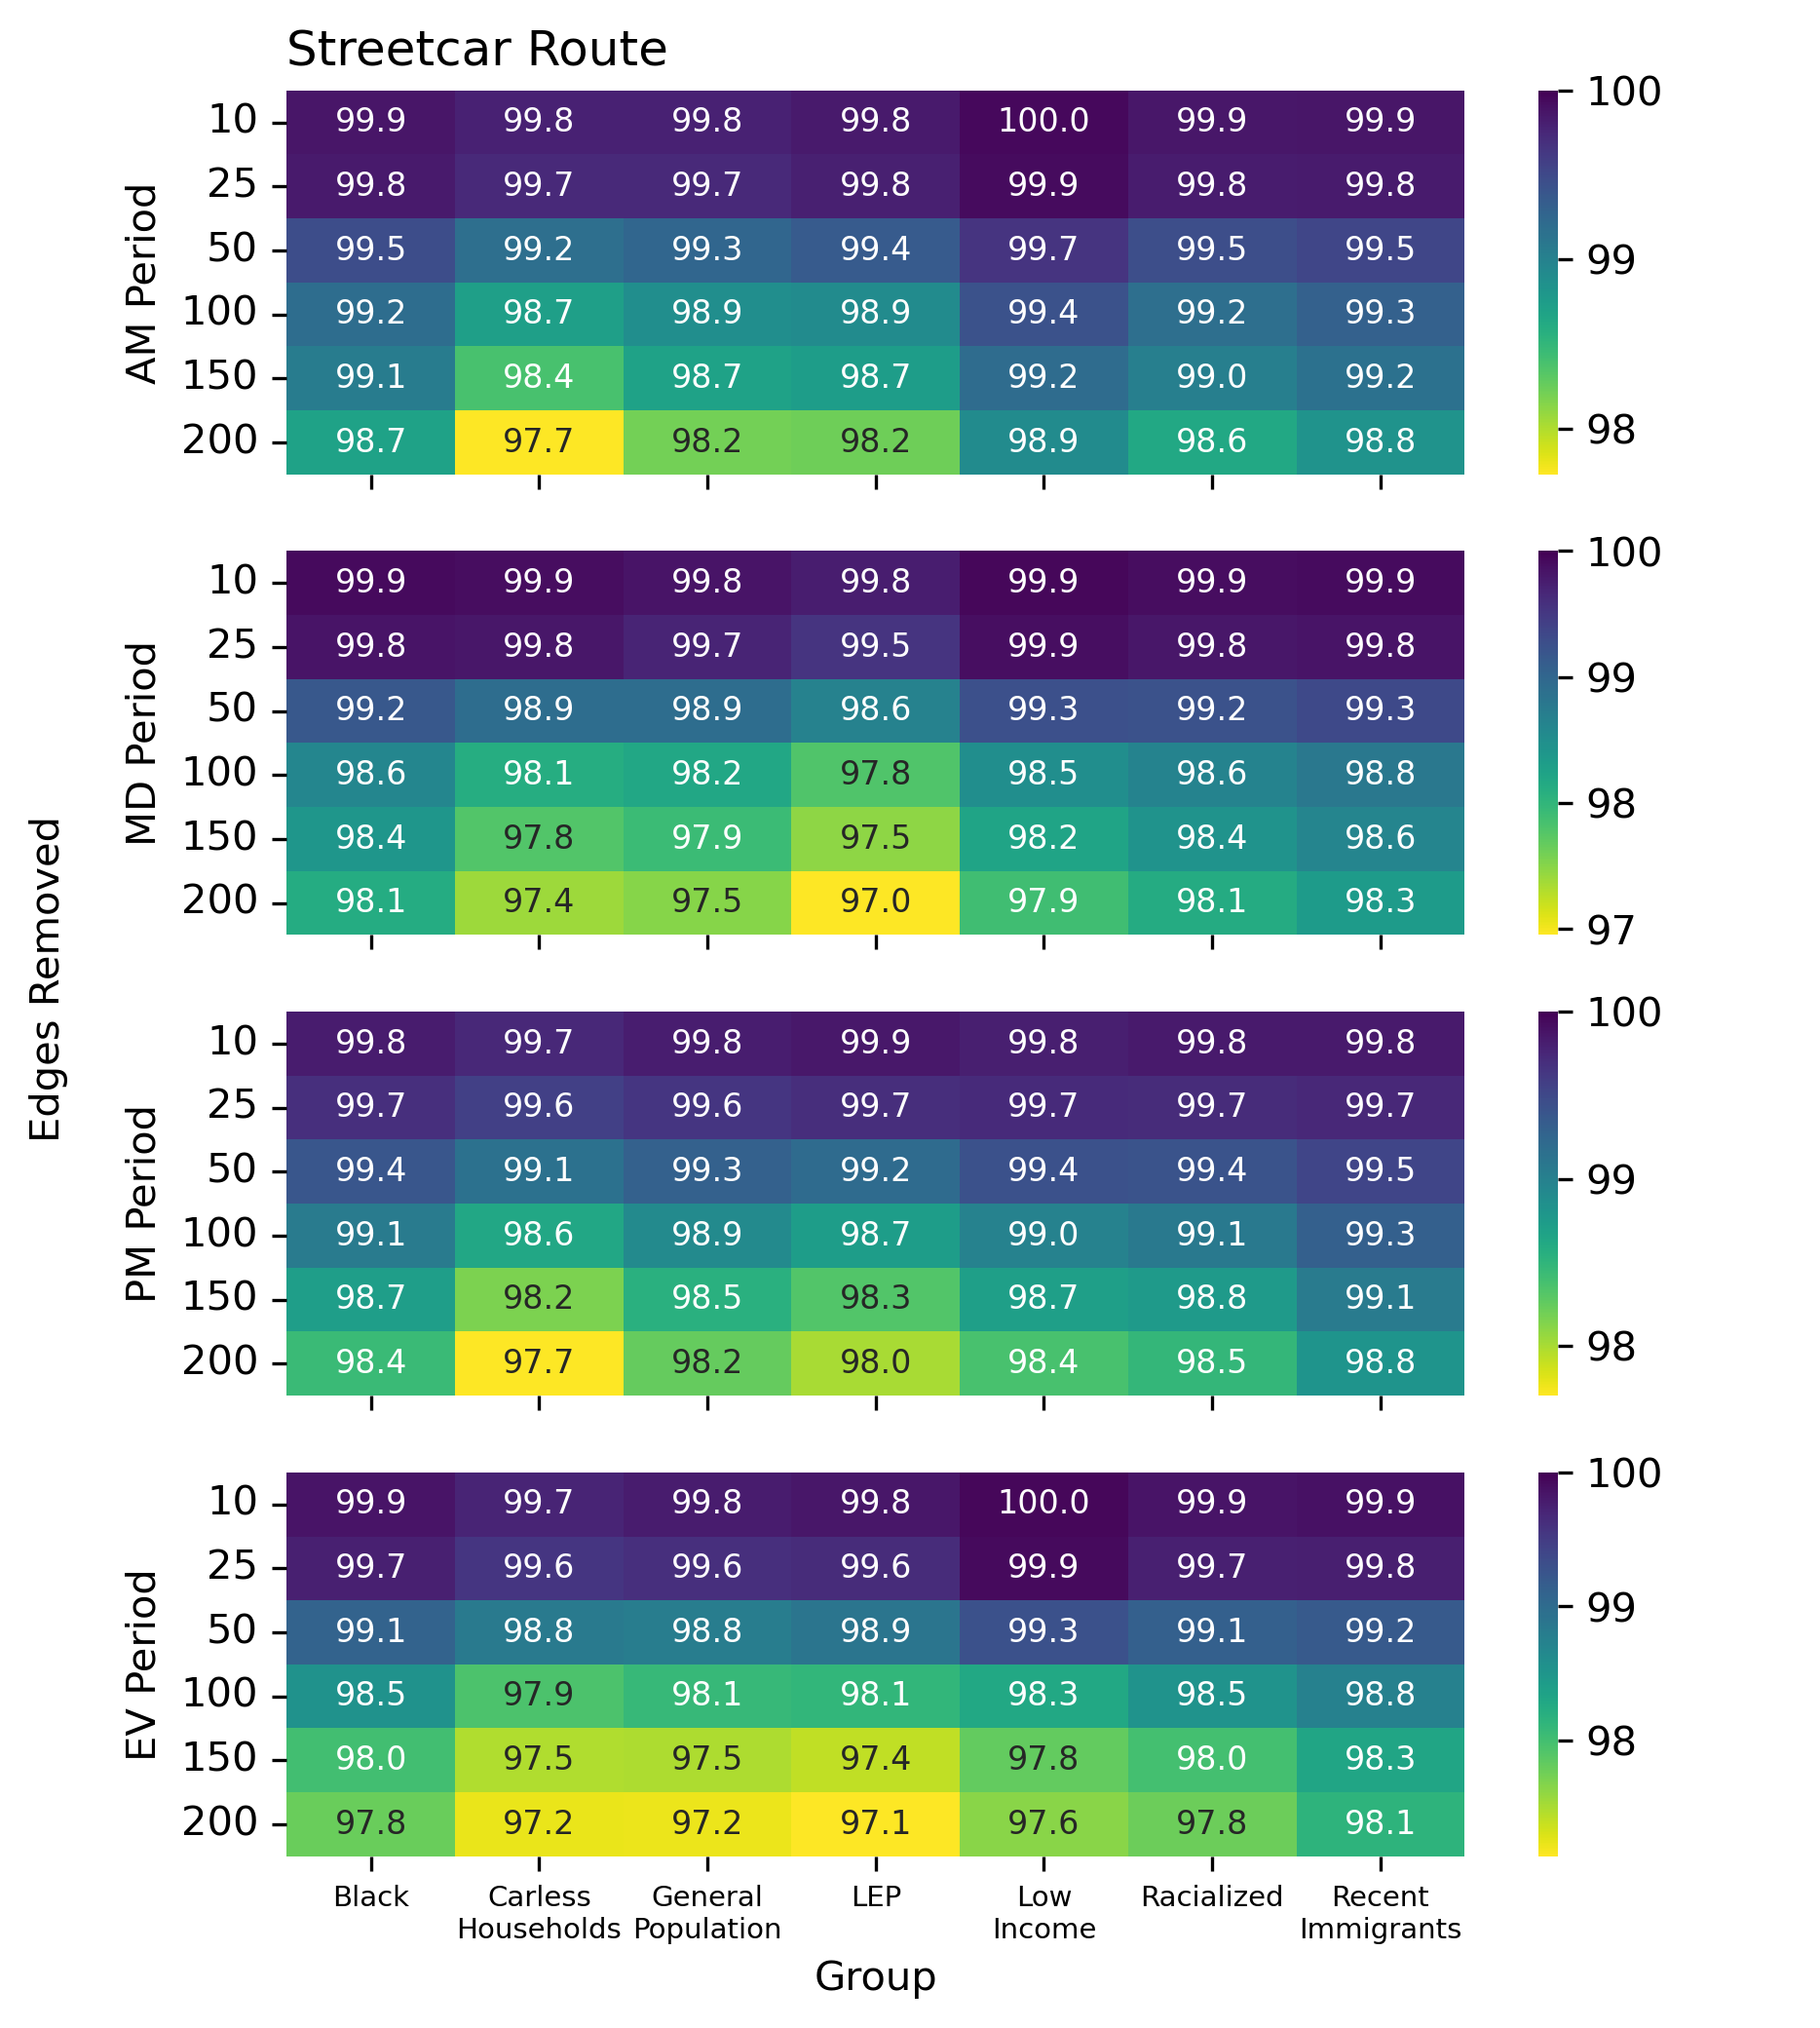 Streetcar Route
Edges Removed
AM Period
10 99.9 99.8 99.8 99.8 100.0 99.9 99.9
25 99.8 99.7 99.7 99.8 99.9 99.8 99.8
50 99.5 99.2 99.3 99.4 99.7 99.5 99.5
100 99.2 98.7 98.9 98.9 99.4 99.2 99.3
150 99.1 98.4 98.7 98.7 99.2 99.0 99.2
200 98.7 97.7 98.2 98.2 98.9 98.6 98.8
100
99
98
MD Period
10 99.9 99.9 99.8 99.8 99.9 99.9 99.9
25 99.8 99.8 99.7 99.5 99.9 99.8 99.8
50 99.2 98.9 98.9 98.6 99.3 99.2 99.3
100 98.6 98.1 98.2 97.8 98.5 98.6 98.8
150 98.4 97.8 97.9 97.5 98.2 98.4 98.6
200 98.1 97.4 97.5 97.0 97.9 98.1 98.3
100
99
98
97
PM Period
10 99.8 99.7 99.8 99.9 99.8 99.8 99.8
25 99.7 99.6 99.6 99.7 99.7 99.7 99.7
50 99.4 99.1 99.3 99.2 99.4 99.4 99.5
100 99.1 98.6 98.9 98.7 99.0 99.1 99.3
150 98.7 98.2 98.5 98.3 98.7 98.8 99.1
200 98.4 97.7 98.2 98.0 98.4 98.5 98.8
100
99
98
EV Period
10 99.9 99.7 99.8 99.8 100.0 99.9 99.9
25 99.7 99.6 99.6 99.6 99.9 99.7 99.8
50 99.1 98.8 98.8 98.9 99.3 99.1 99.2
100 98.5 97.9 98.1 98.1 98.3 98.5 98.8
150 98.0 97.5 97.5 97.4 97.8 98.0 98.3
200 97.8 97.2 97.2 97.1 97.6 97.8 98.1
100
99
98
Black Carless General LEP Low Racialized Recent
Households Population Income Immigrants
Group